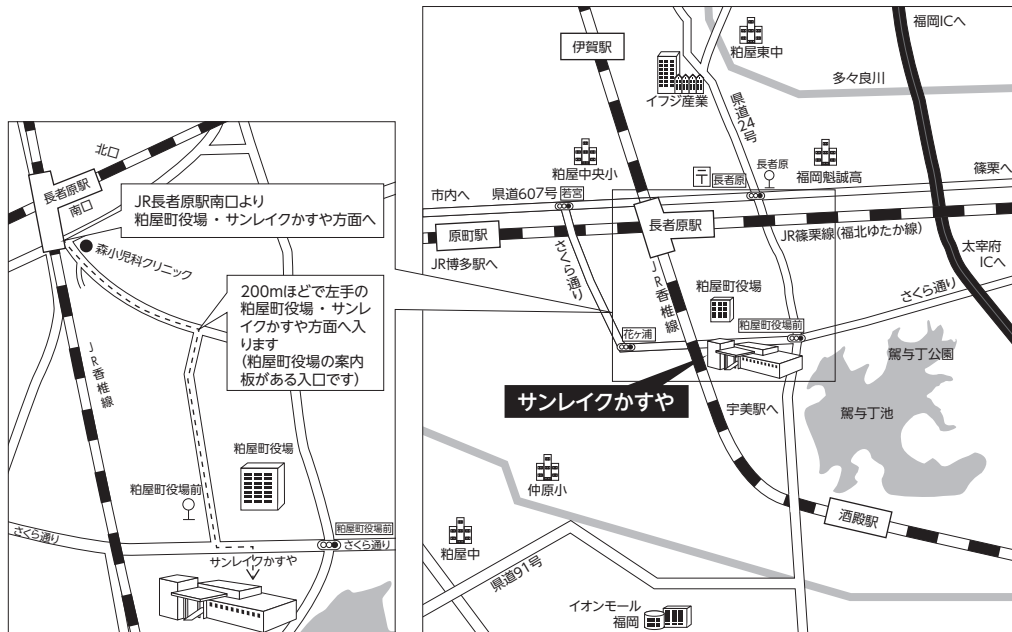 北口
長者原駅
南口
JR長者原駅南口より
粕屋町役場・サンレイクかすや方面へ
森小児科クリニック
200mほどで左手の
粕屋町役場・サンレ
イクかすや方面へ入
ります
(粕屋町役場の案内
板がある入口です)
JR香椎線
粕屋町役場
粕屋町役場前
粕屋町役場前
さくら通り
さくら通り
サンレイクかすや
伊賀駅
粕屋東中
福岡ICへ
イフジ産業
多々良川
県道24号
粕屋中央小
〒
長者原
長者原
福岡魁誠高
篠栗へ
市内へ
県道607号
若宮
原町駅
長者原駅
JR博多駅へ
JR篠栗線(福北ゆたか線)
太宰府
ICへ
さくら通り
JR香椎線
粕屋町役場
さくら通り
花ヶ浦
粕屋町役場前
駕与丁公園
サンレイクかすや
宇美駅へ
駕与丁池
仲原小
酒殿駅
粕屋中
県道91号
イオンモール
福岡